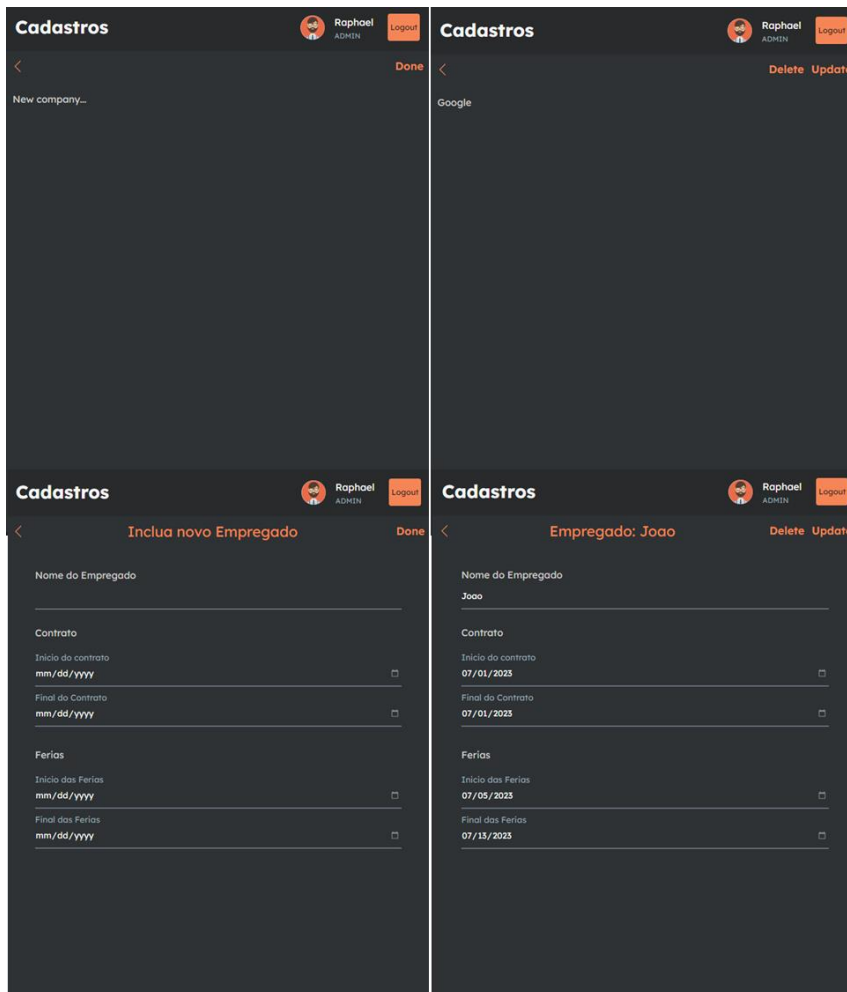 Cadastros
Raphael
ADMIN
Logout
Done
New company...
Cadastros
Raphael
ADMIN
Logout
Delete Updat
Google
Cadastros
Raphael
ADMIN
Logout
Inclua novo Empregado
Done
Nome do Empregado
Contrato
Inicio do contrato
mm/dd/yyyy
Final do Contrato
mm/dd/yyyy
Ferias
Inicio das Ferias
mm/dd/yyyy
Final das Ferias
mm/dd/yyyy
Cadastros
Raphael
ADMIN
Logout
Empregado: Joao
Delete Updat
Nome do Empregado
Joao
Contrato
Inicio do contrato
07/01/2023
Final do Contrato
07/01/2023
Ferias
Inicio das Ferias
07/05/2023
Final das Ferias
07/13/2023